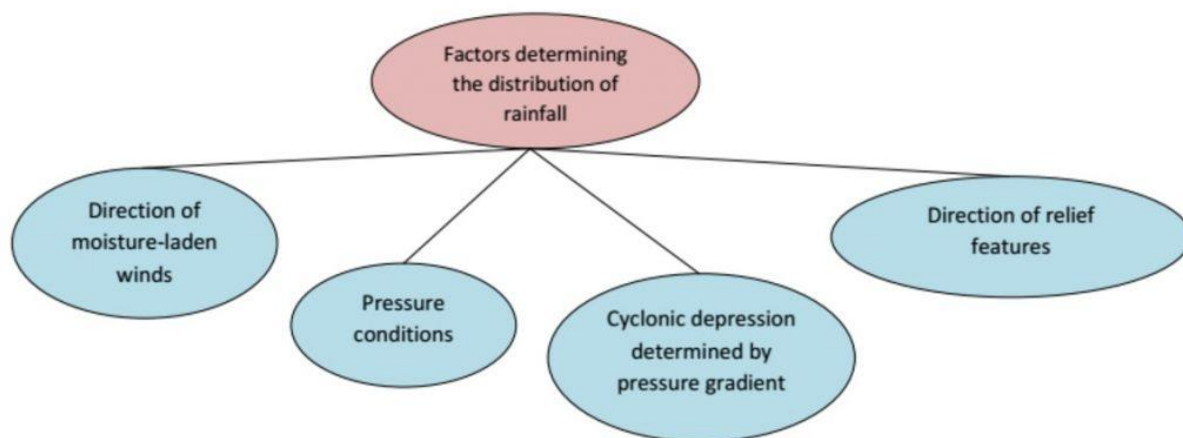 Factors determining
the distribution of
rainfall
Direction of
moisture-laden
winds
Pressure
conditions
Cyclonic depression
determined by
pressure gradient
Direction of relief
features